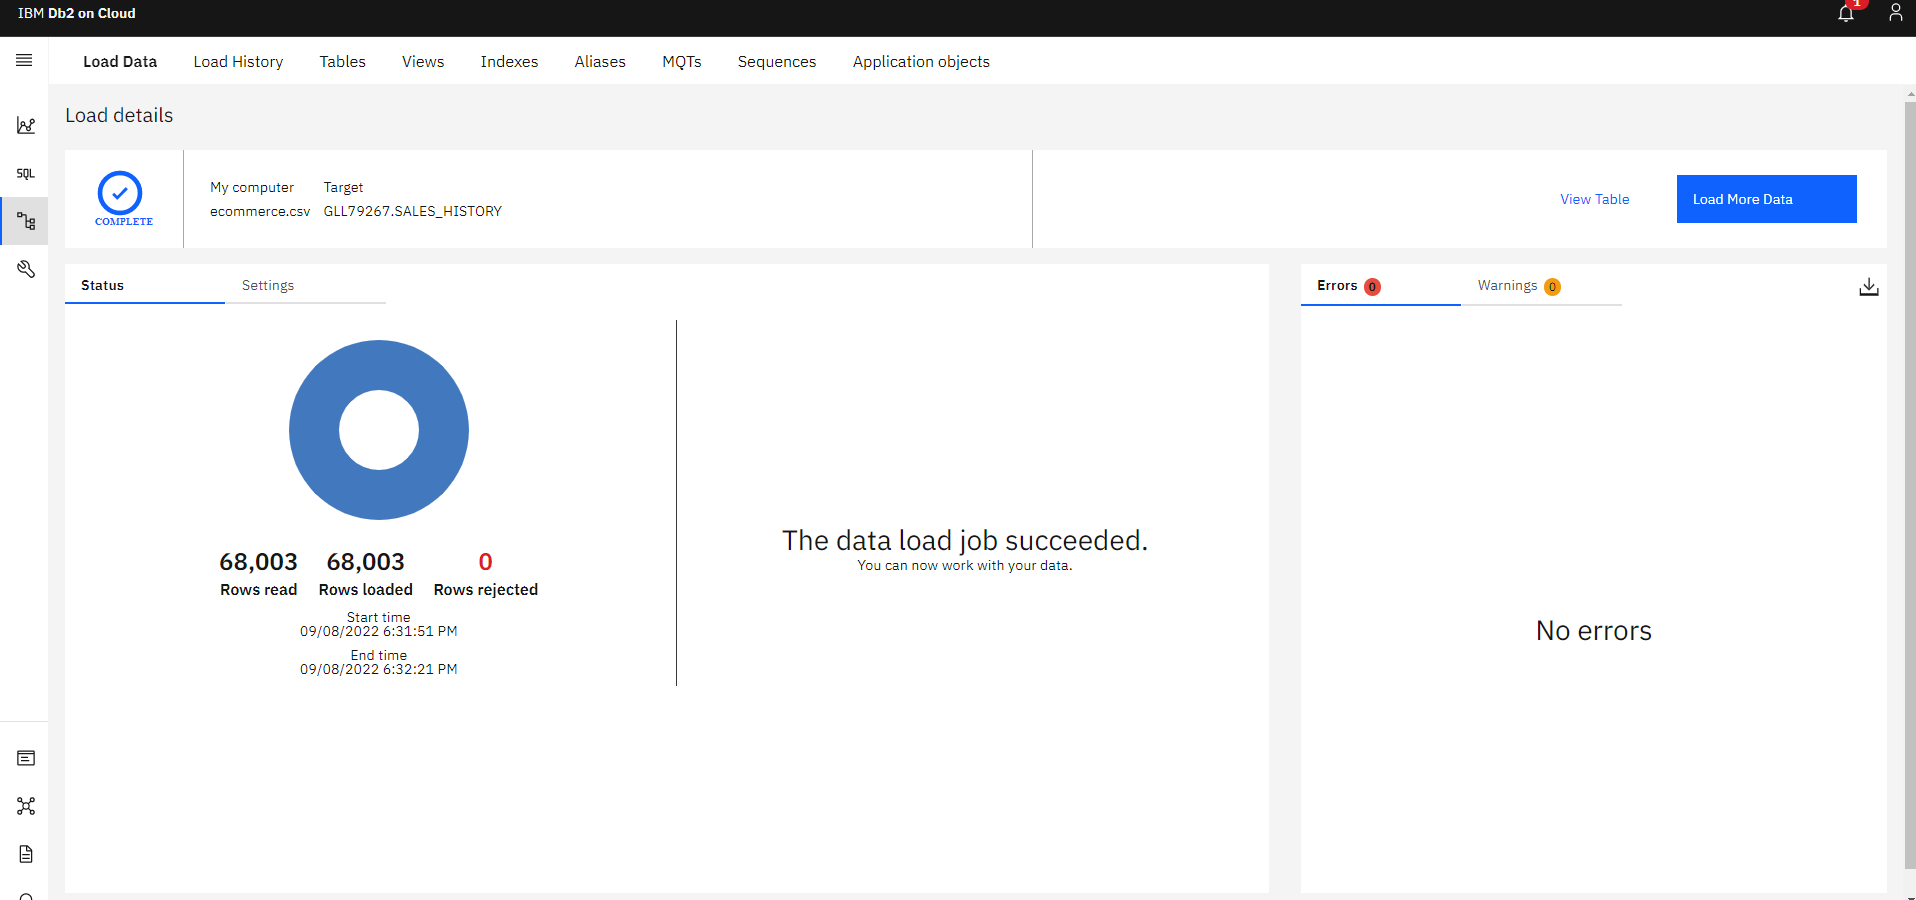 IBM Db2 on Cloud
1
Load Data Load History Tables Views Indexes Aliases MQTs Sequences Application objects
Load details
SQL
COMPLETE
My computer Target
ecommerce.csv GLL79267.SALES_HISTORY
View Table
Load More Data
Status Settings
Errors 0 Warnings 0
68,003 68,003 0
Rows read Rows loaded Rows rejected
Start time
09/08/2022 6:31:51 PM
End time
09/08/2022 6:32:21 PM
The data load job succeeded.
You can now work with your data.
No errors